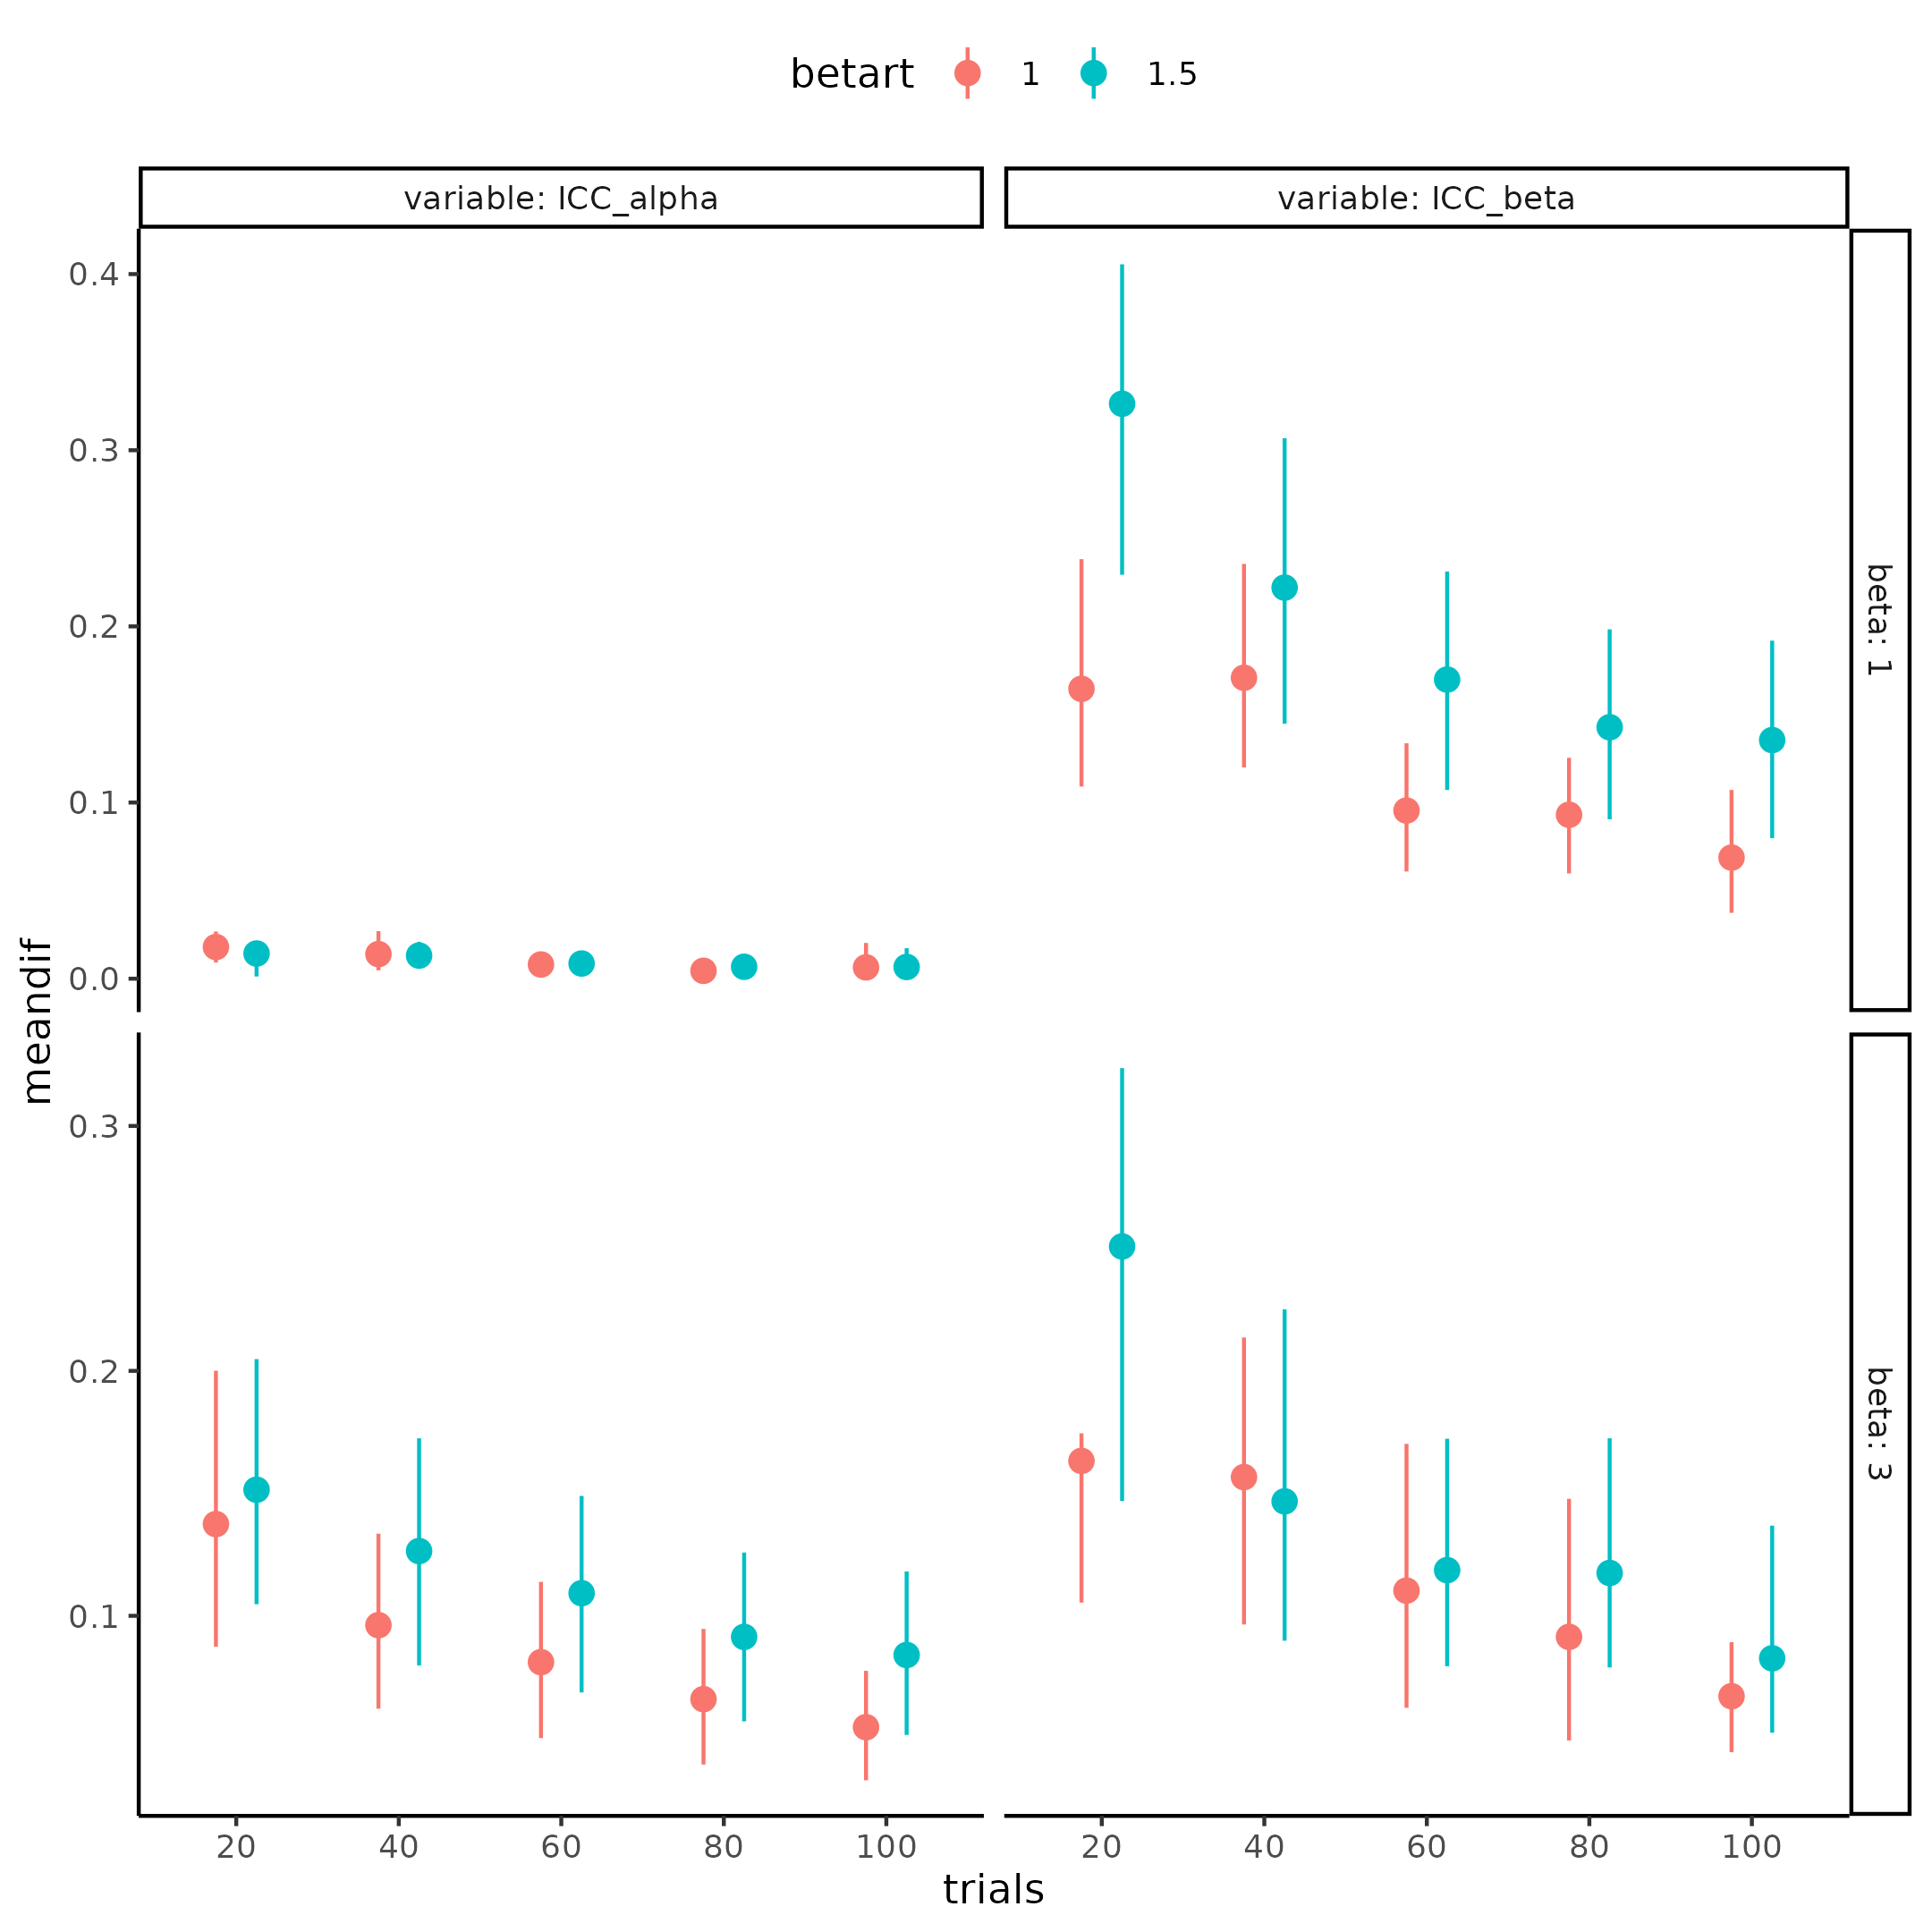 betart 1 1.5
variable: ICC_alpha variable: ICC_beta
0.4
0.3
0.2
0.1
0.0
beta: 1
meandif
0.3
0.2
0.1
beta: 3
20 40 60 80 100 20 40 60 80 100
trials